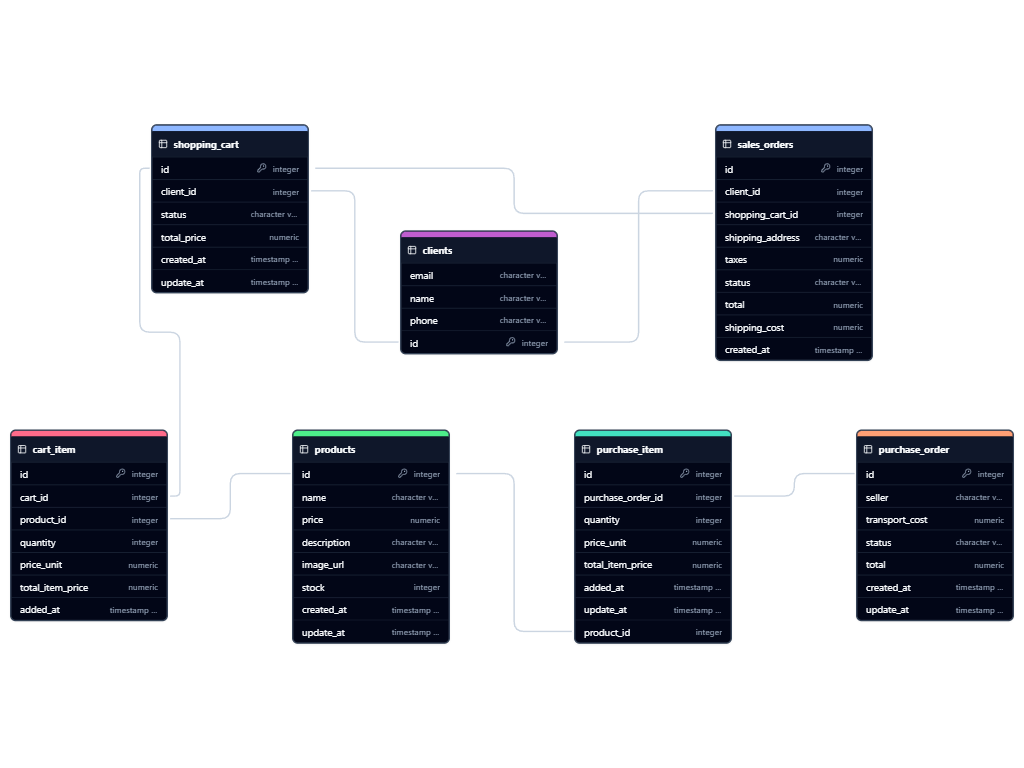 shopping_cart
id integer
client_id integer
status character v...
total_price numeric
created_at timestamp ...
update_at timestamp ...
sales_orders
id integer
client_id integer
shopping_cart_id integer
shipping_address character v...
taxes numeric
status character v...
total numeric
shipping_cost numeric
created_at timestamp ...
clients
email character v...
name character v...
phone character v...
id integer
cart_item
id integer
cart_id integer
product_id integer
quantity integer
price_unit numeric
total_item_price numeric
added_at timestamp ...
products
id integer
name character v...
price numeric
description character v...
image_url character v...
stock integer
created_at timestamp ...
update_at timestamp ...
purchase_item
id integer
purchase_order_id integer
quantity integer
price_unit numeric
total_item_price numeric
added_at timestamp ...
update_at timestamp ...
product_id integer
purchase_order
id integer
seller character v...
transport_cost numeric
status character v...
total numeric
created_at timestamp ...
update_at timestamp ...